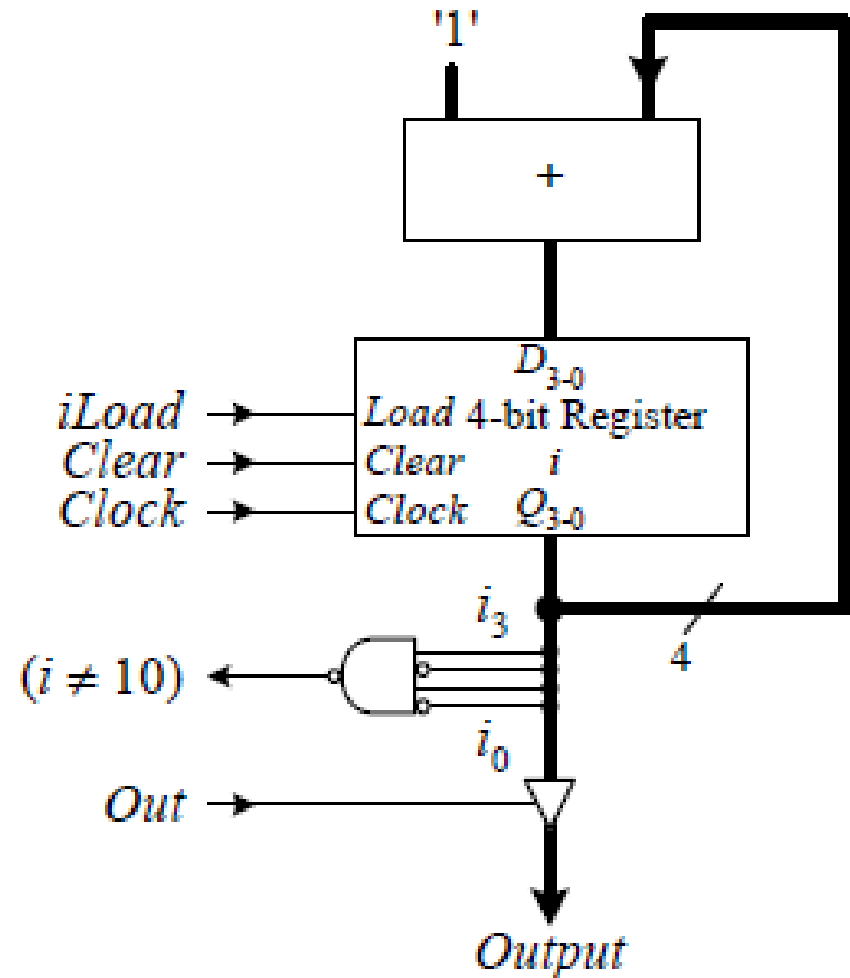 '1'
+
D3-0
iLoad Load 4-bit Register
Clear Clear i
Clock Clock Q3-0
i3
4
(i ≠ 10)
i0
Out
Output